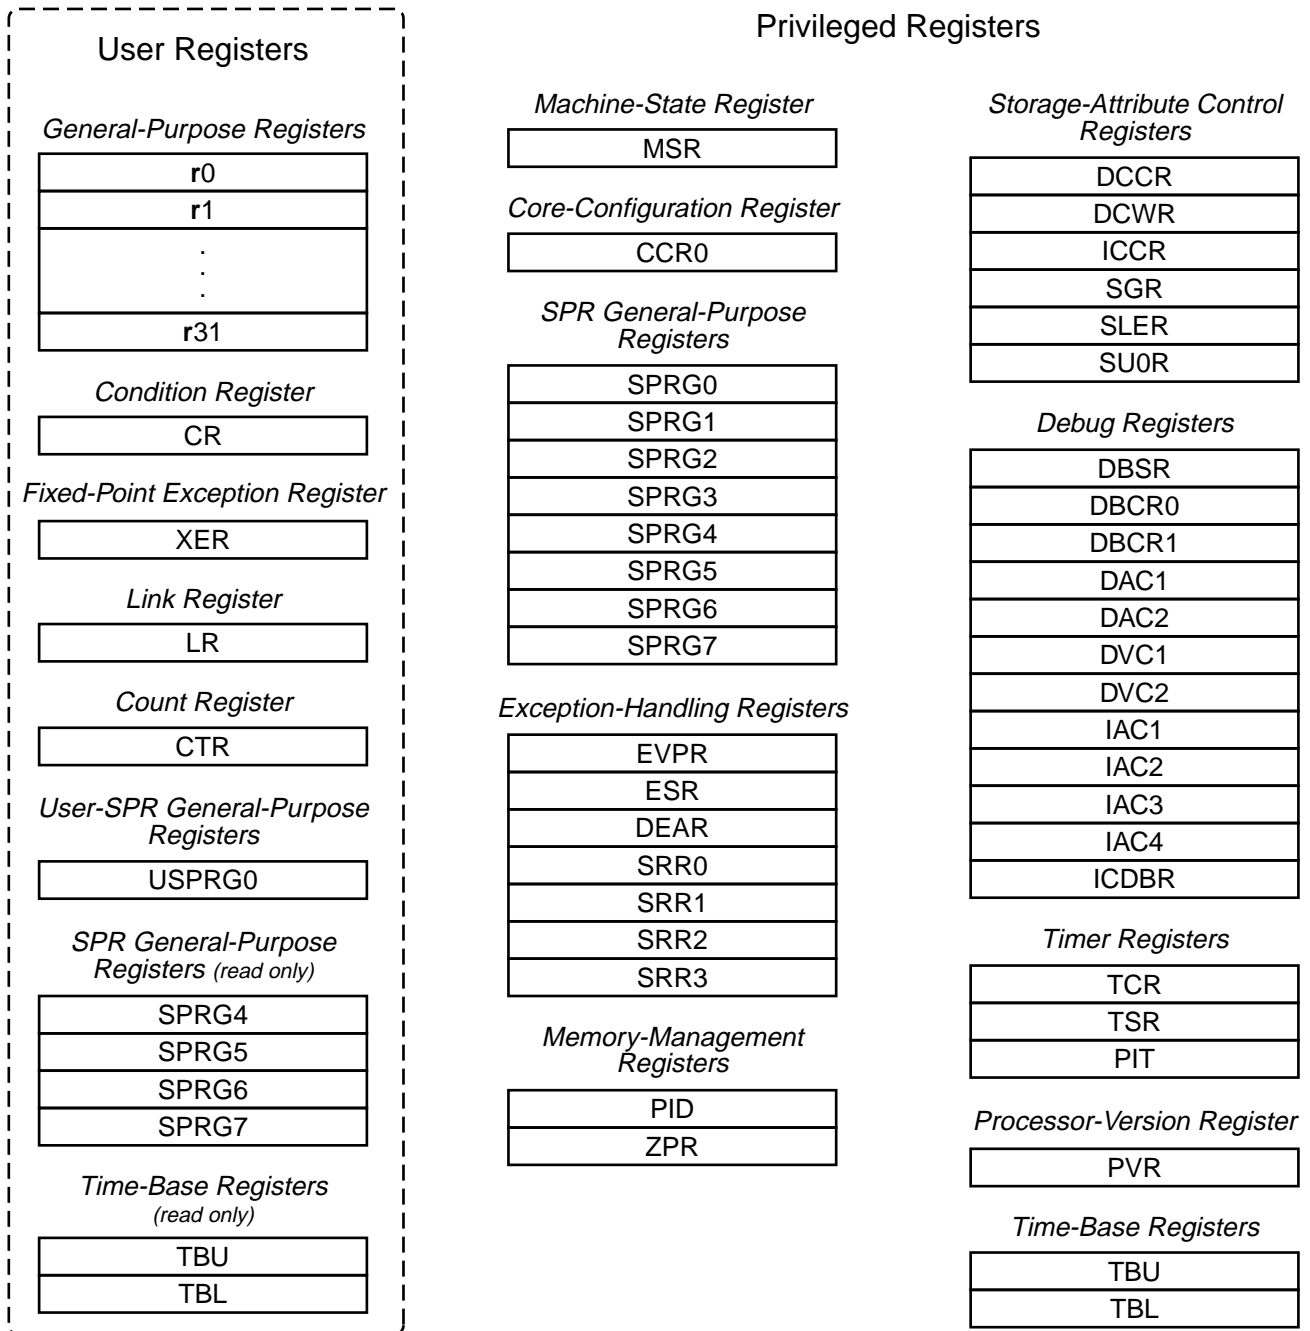 User Registers
General-Purpose Registers
r0
r1
.
.
.
r31
Condition Register
CR
Fixed-Point Exception Register
XER
Link Register
LR
Count Register
CTR
User-SPR General-Purpose
Registers
USPRG0
SPR General-Purpose
Registers (read only)
SPRG4
SPRG5
SPRG6
SPRG7
Time-Base Registers
(read only)
TBU
TBL
Privileged Registers
Machine-State Register
MSR
Core-Configuration Register
CCR0
SPR General-Purpose
Registers
SPRG0
SPRG1
SPRG2
SPRG3
SPRG4
SPRG5
SPRG6
SPRG7
Exception-Handling Registers
EVPR
ESR
DEAR
SRR0
SRR1
SRR2
SRR3
Memory-Management
Registers
PID
ZPR
Storage-Attribute Control
Registers
DCCR
DCWR
ICCR
SGR
SLER
SU0R
Debug Registers
DBSR
DBCR0
DBCR1
DAC1
DAC2
DVC1
DVC2
IAC1
IAC2
IAC3
IAC4
ICDBR
Timer Registers
TCR
TSR
PIT
Processor-Version Register
PVR
Time-Base Registers
TBU
TBL